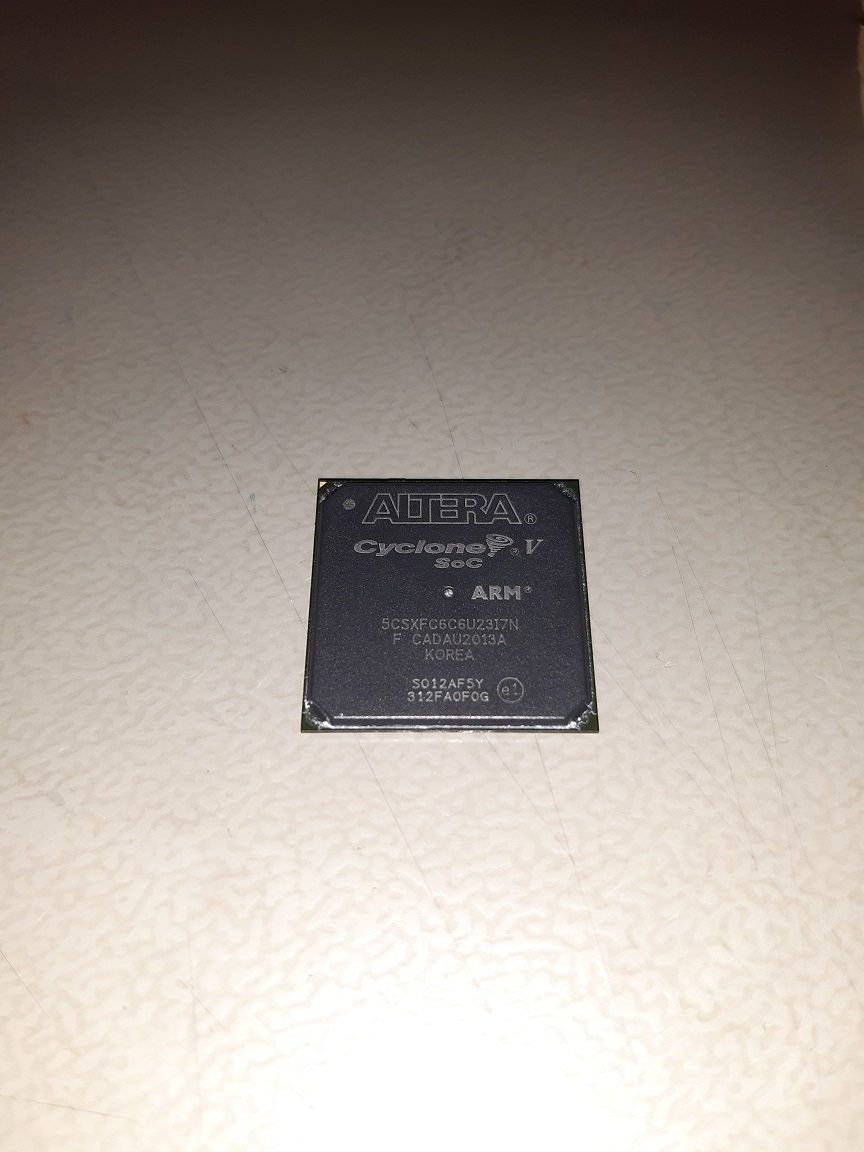 ALTERA®
Cyclone® V
SoC
ARM®
5CSXFC6C6U23I7N
F CADAU2013A
KOREA
S012AF5Y
312FA0F0G e1